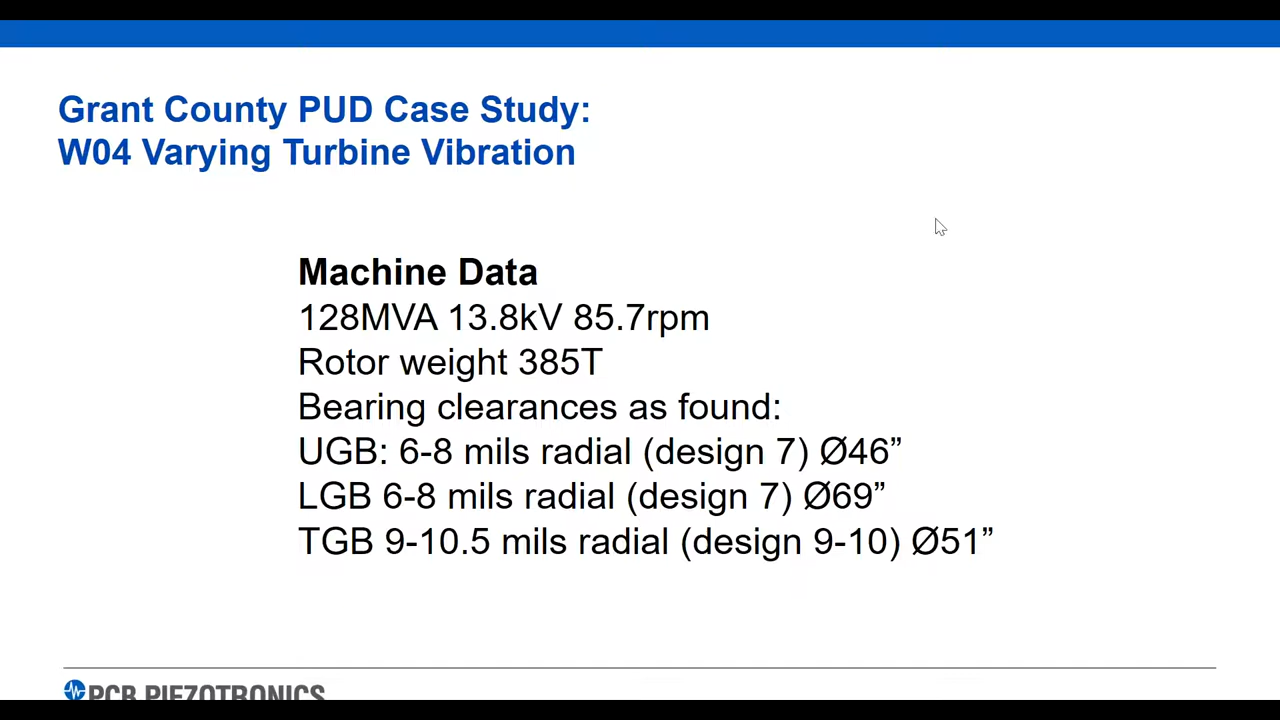 Grant County PUD Case Study:
W04 Varying Turbine Vibration
Machine Data
128MVA 13.8kV 85.7rpm
Rotor weight 385T
Bearing clearances as found:
UGB: 6-8 mils radial (design 7) Ø46”
LGB 6-8 mils radial (design 7) Ø69”
TGB 9-10.5 mils radial (design 9-10) Ø51”
PCB PIEZOTRONICS